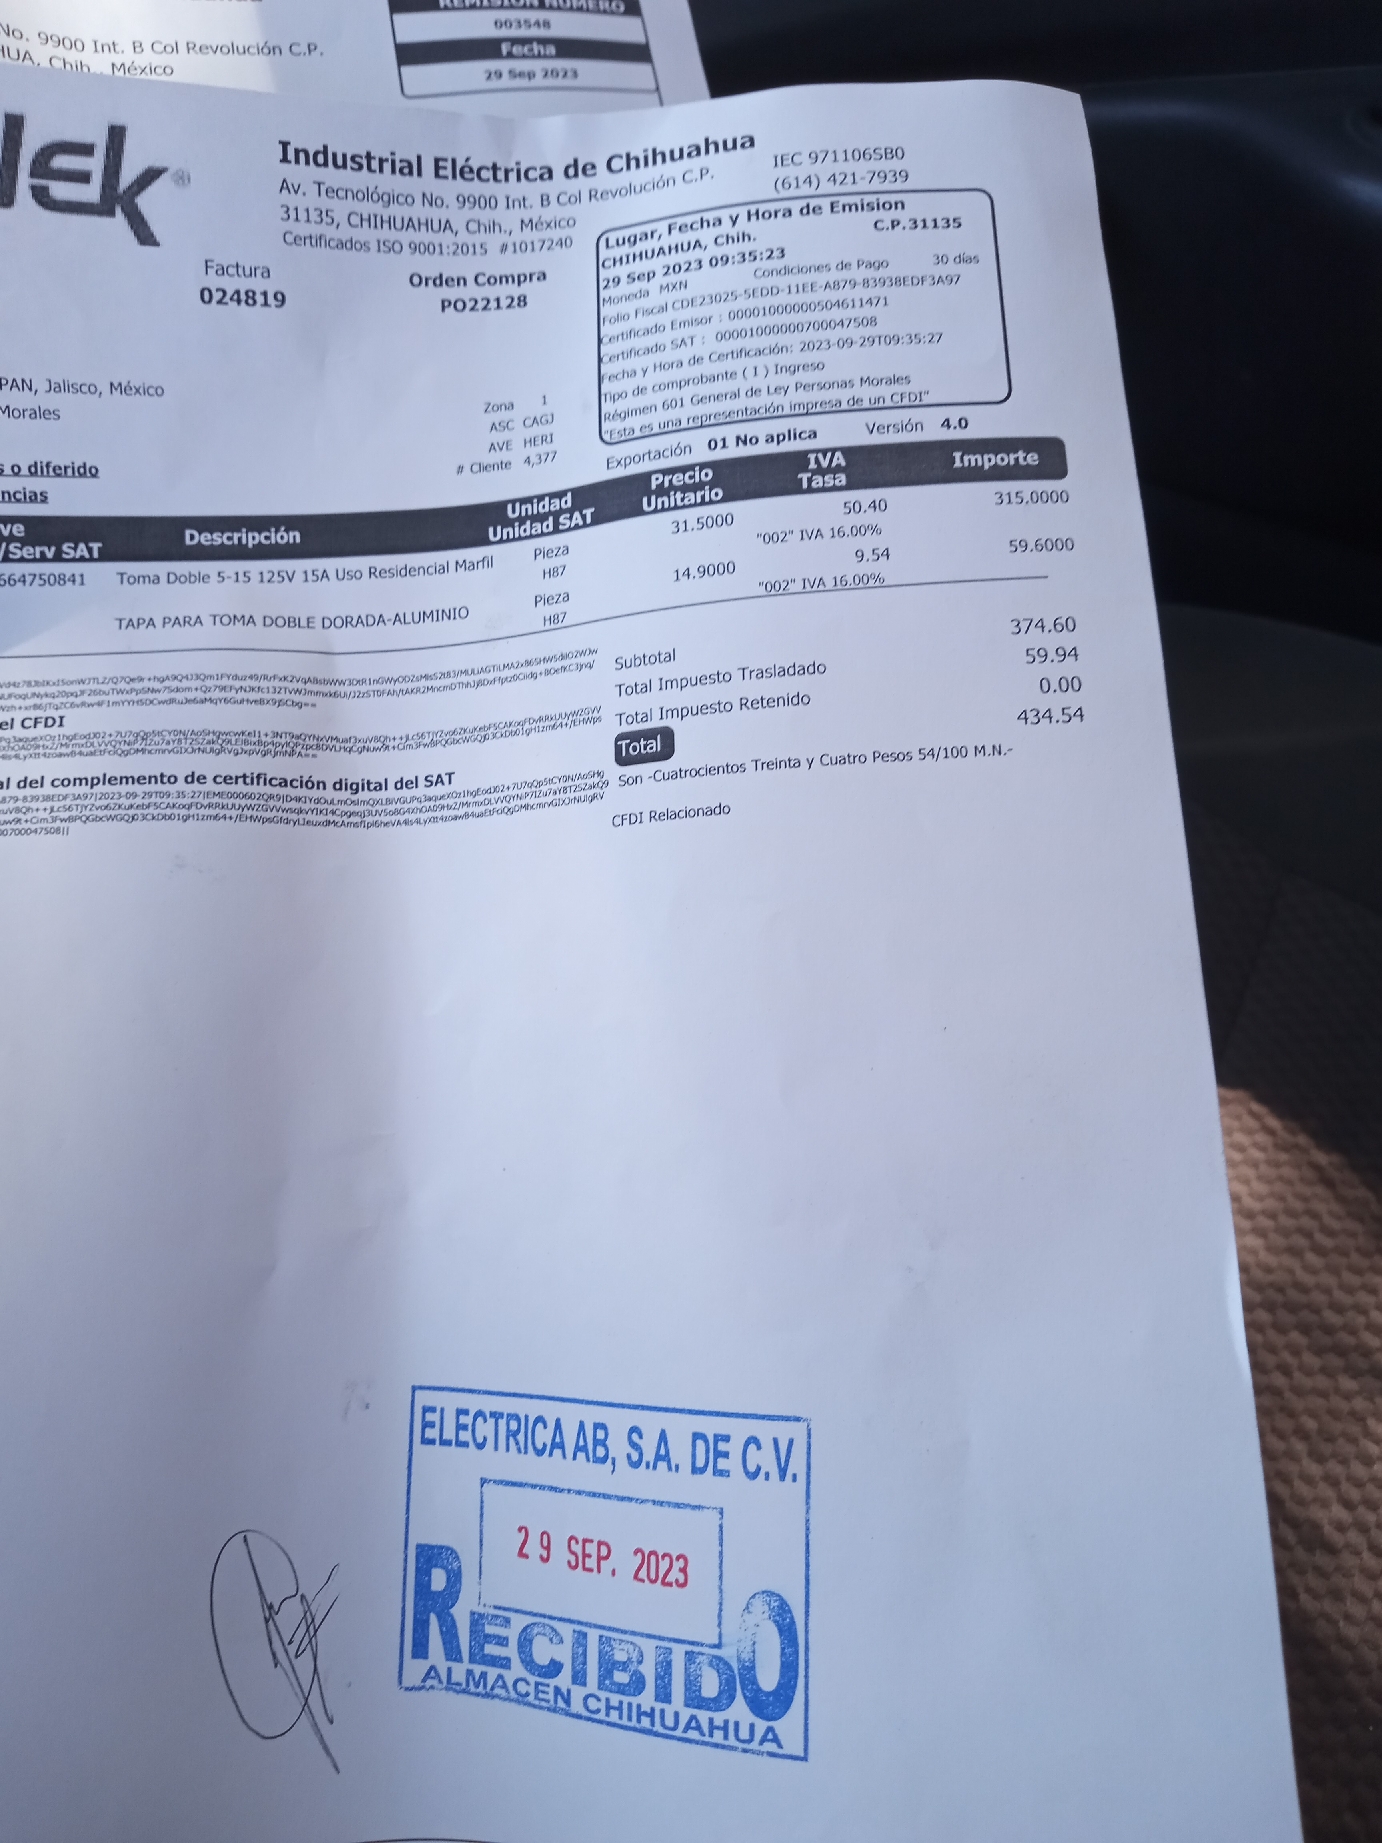 REMISIÓN NÚMERO
003548
Fecha
29 Sep 2023
No. 9900 Int. B Col Revolución C.P.
HUA, Chih., México
Industrial Eléctrica de Chihuahua
Av. Tecnológico No. 9900 Int. B Col Revolución C.P.
31135, CHIHUAHUA, Chih., México
Certificados ISO 9001:2015 #1017240
IEC 971106SB0
(614) 421-7939
Factura
024819
Orden Compra
PO22128
Lugar, Fecha y Hora de Emision
CHIHUAHUA, Chih. C.P.31135
29 Sep 2023 09:35:23
Moneda MXN Condiciones de Pago 30 días
Folio Fiscal CDE23025-5EDD-11EE-A879-83938EDF3A97
Certificado Emisor : 00001000000504611471
Certificado SAT : 00001000000700047508
Fecha y Hora de Certificación: 2023-09-29T09:35:27
Tipo de comprobante ( I ) Ingreso
Régimen 601 General de Ley Personas Morales
"Esta es una representación impresa de un CFDI"
PAN, Jalisco, México
Morales
Zona 1
ASC CAGJ
AVE HERI
# Cliente 4,377
Exportación 01 No aplica Versión 4.0
s o diferido
ncias
ve
/Serv SAT Descripción Unidad Unidad SAT Precio Unitario IVA Tasa Importe
664750841 Toma Doble 5-15 125V 15A Uso Residencial Marfil Pieza H87 31.5000 50.40 "002" IVA 16.00% 315.0000
TAPA PARA TOMA DOBLE DORADA-ALUMINIO Pieza H87 14.9000 9.54 "002" IVA 16.00% 59.6000
Subtotal 374.60
Total Impuesto Trasladado 59.94
Total Impuesto Retenido 0.00
Total 434.54
Son -Cuatrocientos Treinta y Cuatro Pesos 54/100 M.N.-
CFDI Relacionado
el CFDI
al del complemento de certificación digital del SAT
00700047508||
ELECTRICA AB, S.A. DE C.V.
29 SEP. 2023
RECIBIDO
ALMACEN CHIHUAHUA